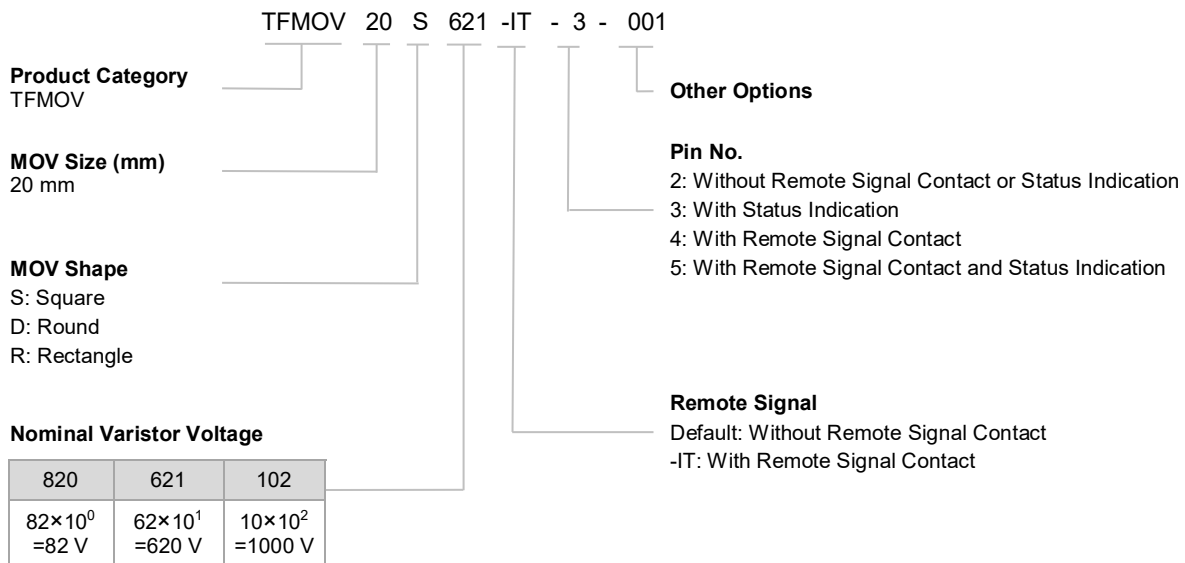 TFMOV 20 S 621 -IT - 3 - 001
Product Category
TFMOV
MOV Size (mm)
20 mm
MOV Shape
S: Square
D: Round
R: Rectangle
Nominal Varistor Voltage
820 621 102
82×10⁰ 62×10¹ 10×10²
=82 V =620 V =1000 V
Other Options
Pin No.
2: Without Remote Signal Contact or Status Indication
3: With Status Indication
4: With Remote Signal Contact
5: With Remote Signal Contact and Status Indication
Remote Signal
Default: Without Remote Signal Contact
-IT: With Remote Signal Contact